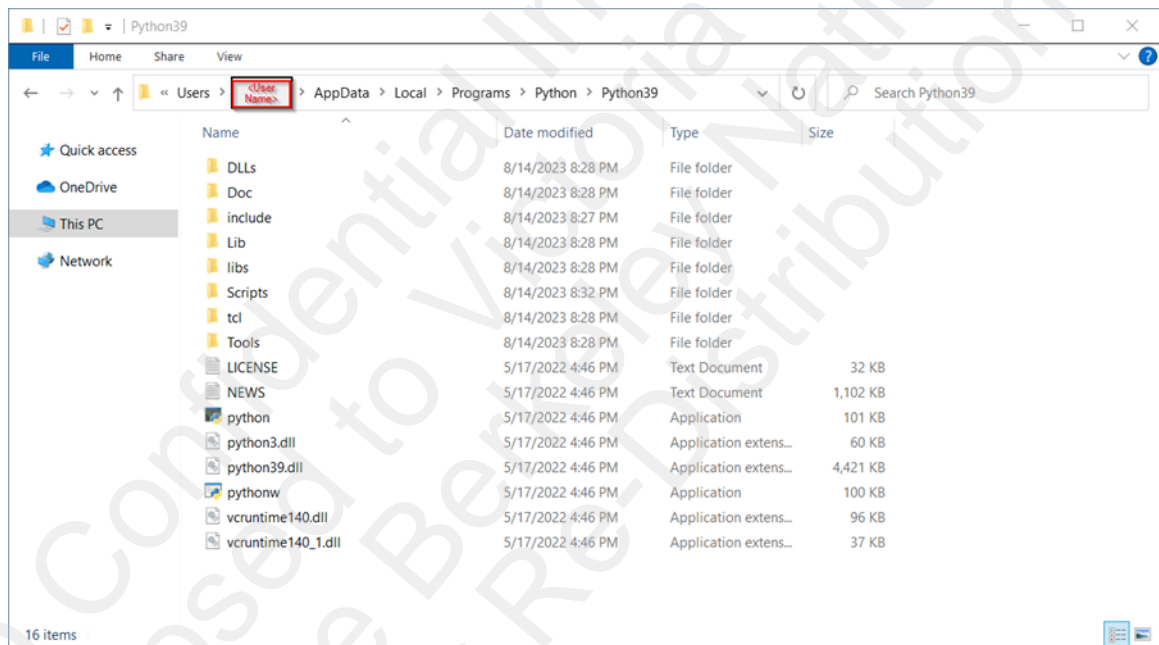 Python39
File Home Share View
« Users > <User Name> > AppData > Local > Programs > Python > Python39
Search Python39
Name Date modified Type Size
Quick access
OneDrive
This PC
Network
DLLs 8/14/2023 8:28 PM File folder
Doc 8/14/2023 8:28 PM File folder
include 8/14/2023 8:27 PM File folder
Lib 8/14/2023 8:28 PM File folder
libs 8/14/2023 8:28 PM File folder
Scripts 8/14/2023 8:32 PM File folder
tcl 8/14/2023 8:28 PM File folder
Tools 8/14/2023 8:28 PM File folder
LICENSE 5/17/2022 4:46 PM Text Document 32 KB
NEWS 5/17/2022 4:46 PM Text Document 1,102 KB
python 5/17/2022 4:46 PM Application 101 KB
python3.dll 5/17/2022 4:46 PM Application extens... 60 KB
python39.dll 5/17/2022 4:46 PM Application extens... 4,421 KB
pythonw 5/17/2022 4:46 PM Application 100 KB
vcruntime140.dll 5/17/2022 4:46 PM Application extens... 96 KB
vcruntime140_1.dll 5/17/2022 4:46 PM Application extens... 37 KB
16 items
Confidential
to Victoria
Berkeley
Re-Distribution